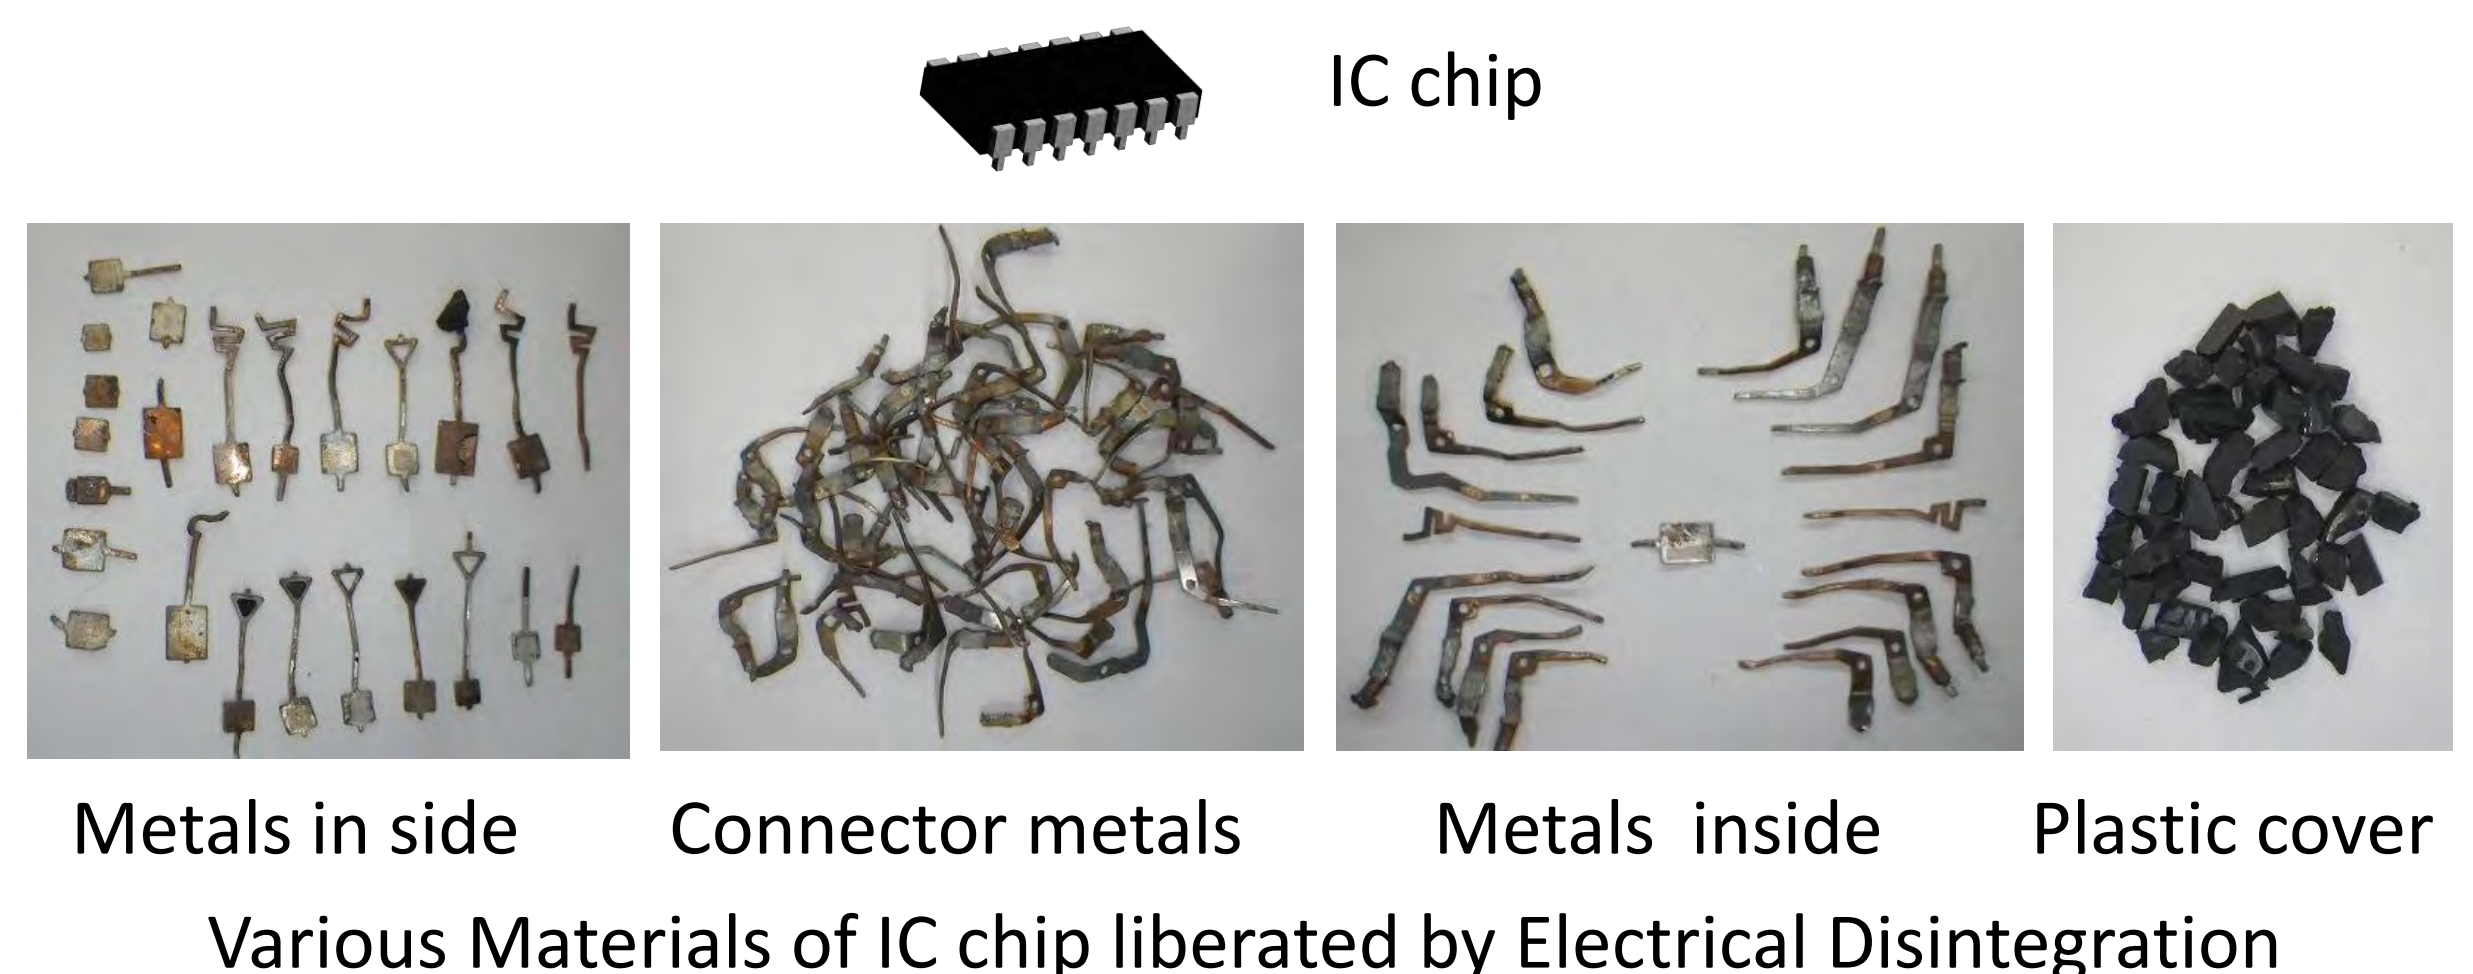 IC chip
Metals in side
Connector metals
Metals  inside
Plastic cover
Various Materials of IC chip liberated by Electrical Disintegration